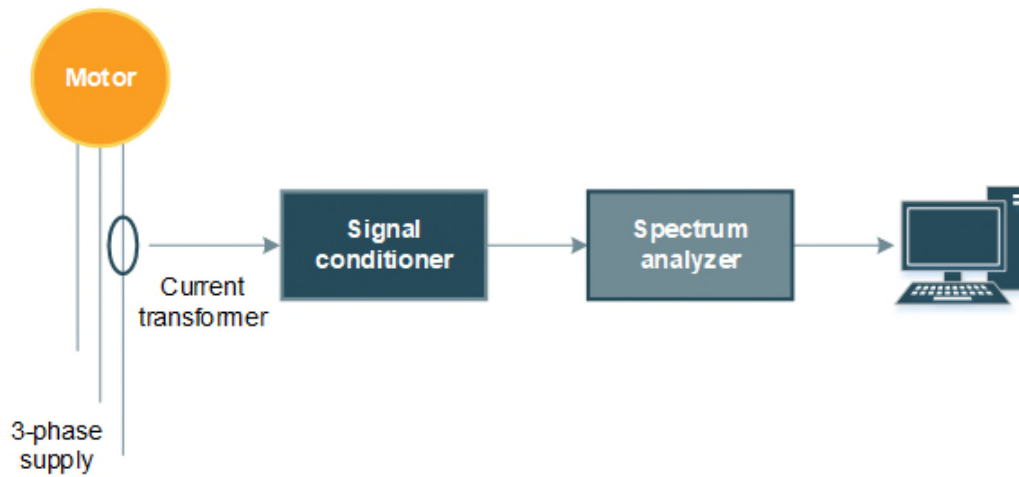 Motor
Signal
conditioner
Spectrum
analyzer
Current
transformer
3-phase
supply